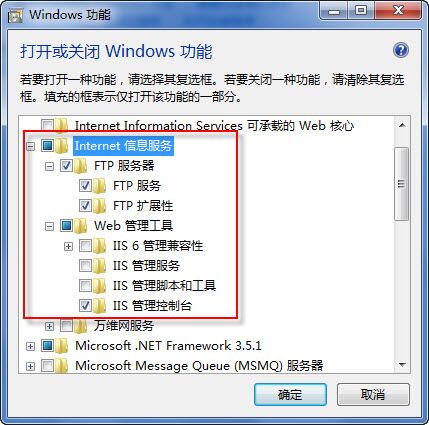 Windows 功能
打开或关闭 Windows 功能
若要打开一种功能，请选择其复选框。若要关闭一种功能，请清除其复选
框。填充的框表示仅打开该功能的一部分。
Internet Information Services 可承载的 Web 核心
Internet 信息服务
FTP 服务器
FTP 服务
FTP 扩展性
Web 管理工具
IIS 6 管理兼容性
IIS 管理服务
IIS 管理脚本和工具
IIS 管理控制台
万维网服务
Microsoft .NET Framework 3.5.1
Microsoft Message Queue (MSMQ) 服务器
确定
取消